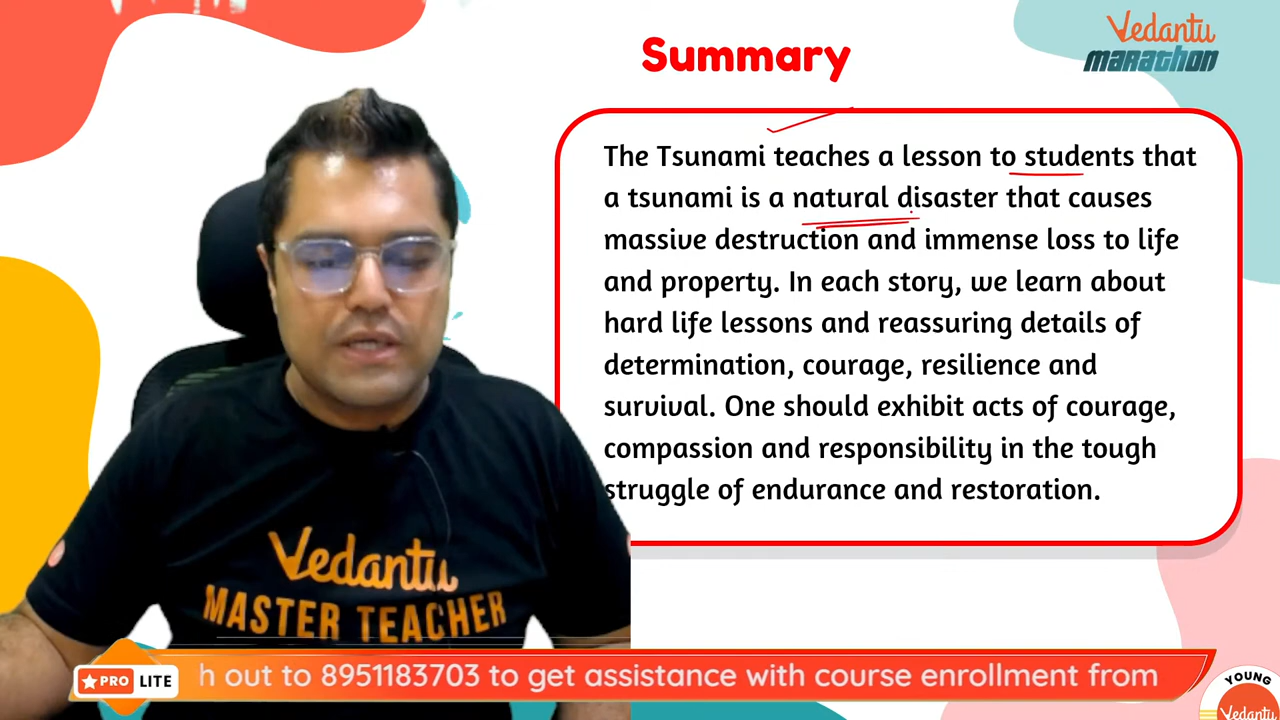 Summary
Vedantu
MARATHON
The Tsunami teaches a lesson to students that
a tsunami is a natural disaster that causes
massive destruction and immense loss to life
and property. In each story, we learn about
hard life lessons and reassuring details of
determination, courage, resilience and
survival. One should exhibit acts of courage,
compassion and responsibility in the tough
struggle of endurance and restoration.
Vedantu
MASTER TEACHER
PRO LITE
h out to 8951183703 to get assistance with course enrollment from
YOUNG
Vedantu